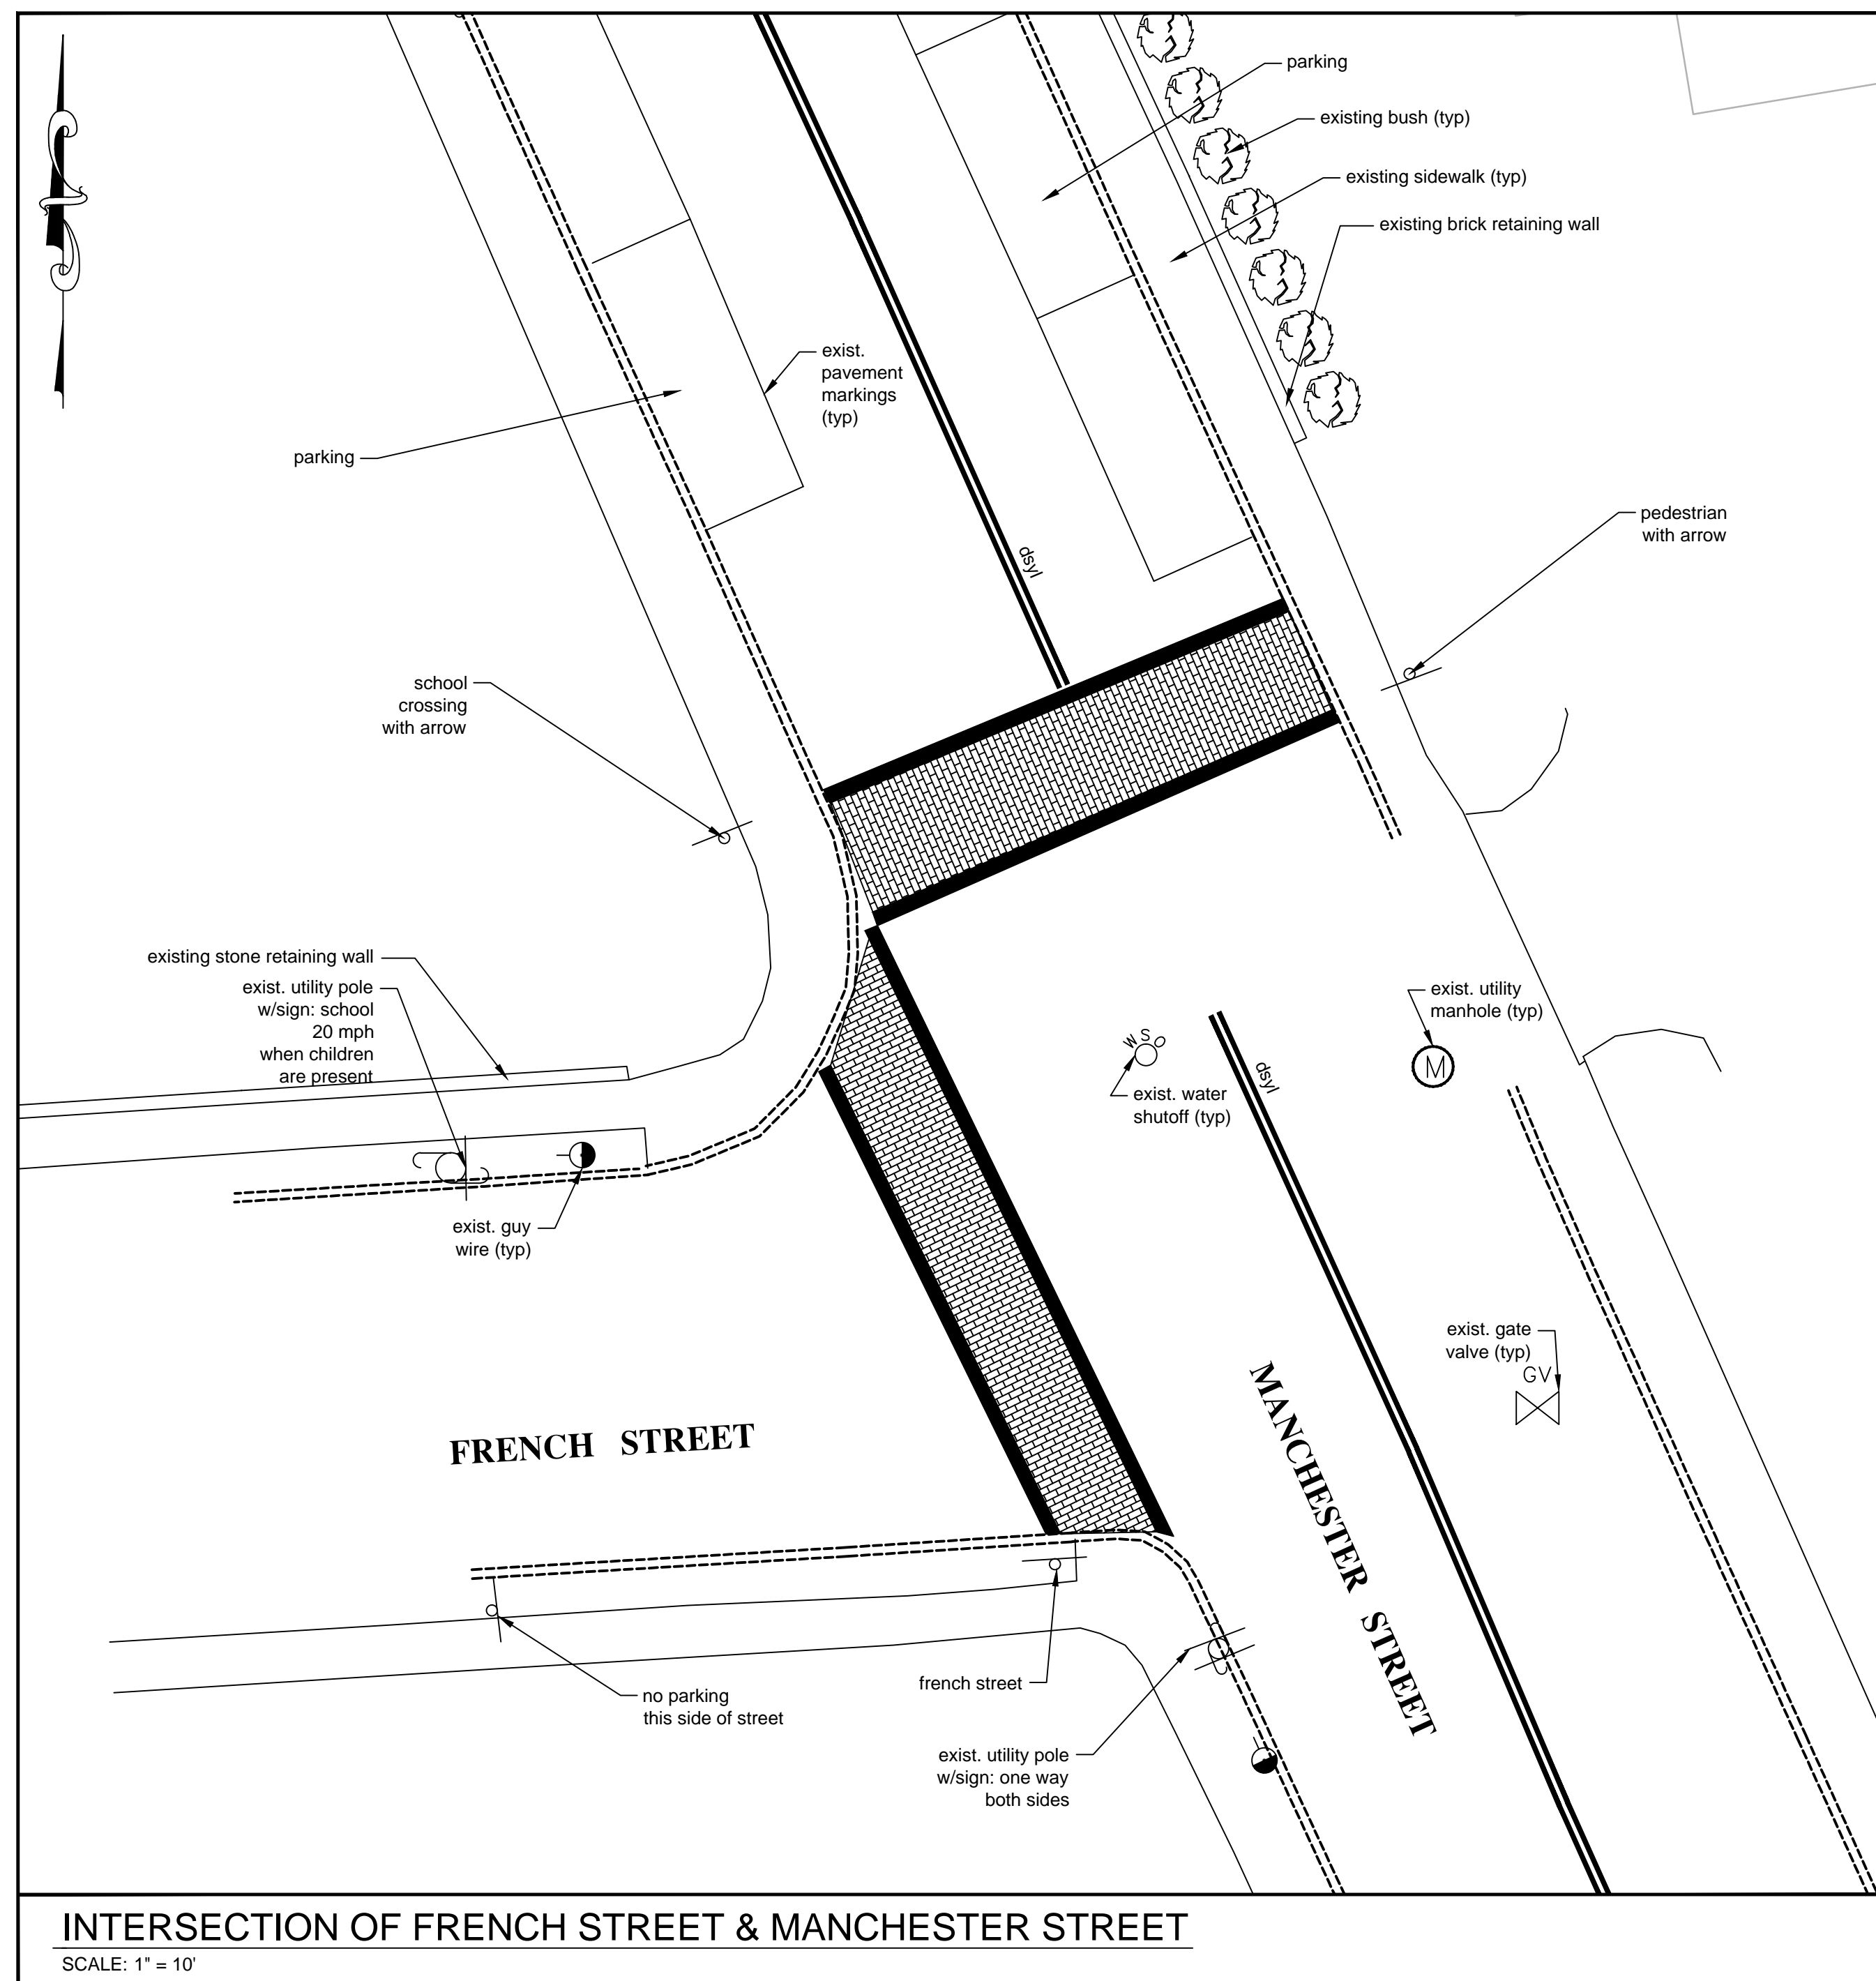 parking
existing bush (typ)
existing sidewalk (typ)
existing brick retaining wall
exist.
pavement
markings
(typ)
parking
dsyl
pedestrian
with arrow
school
crossing
with arrow
existing stone retaining wall
exist. utility pole
w/sign: school
20 mph
when children
are present
exist. utility
manhole (typ)
M
WSO
exist. water
shutoff (typ)
dsyl
exist. guy
wire (typ)
exist. gate
valve (typ)
GV
FRENCH STREET
MANCHESTER STREET
no parking
this side of street
french street
exist. utility pole
w/sign: one way
both sides
INTERSECTION OF FRENCH STREET & MANCHESTER STREET
SCALE: 1" = 10'